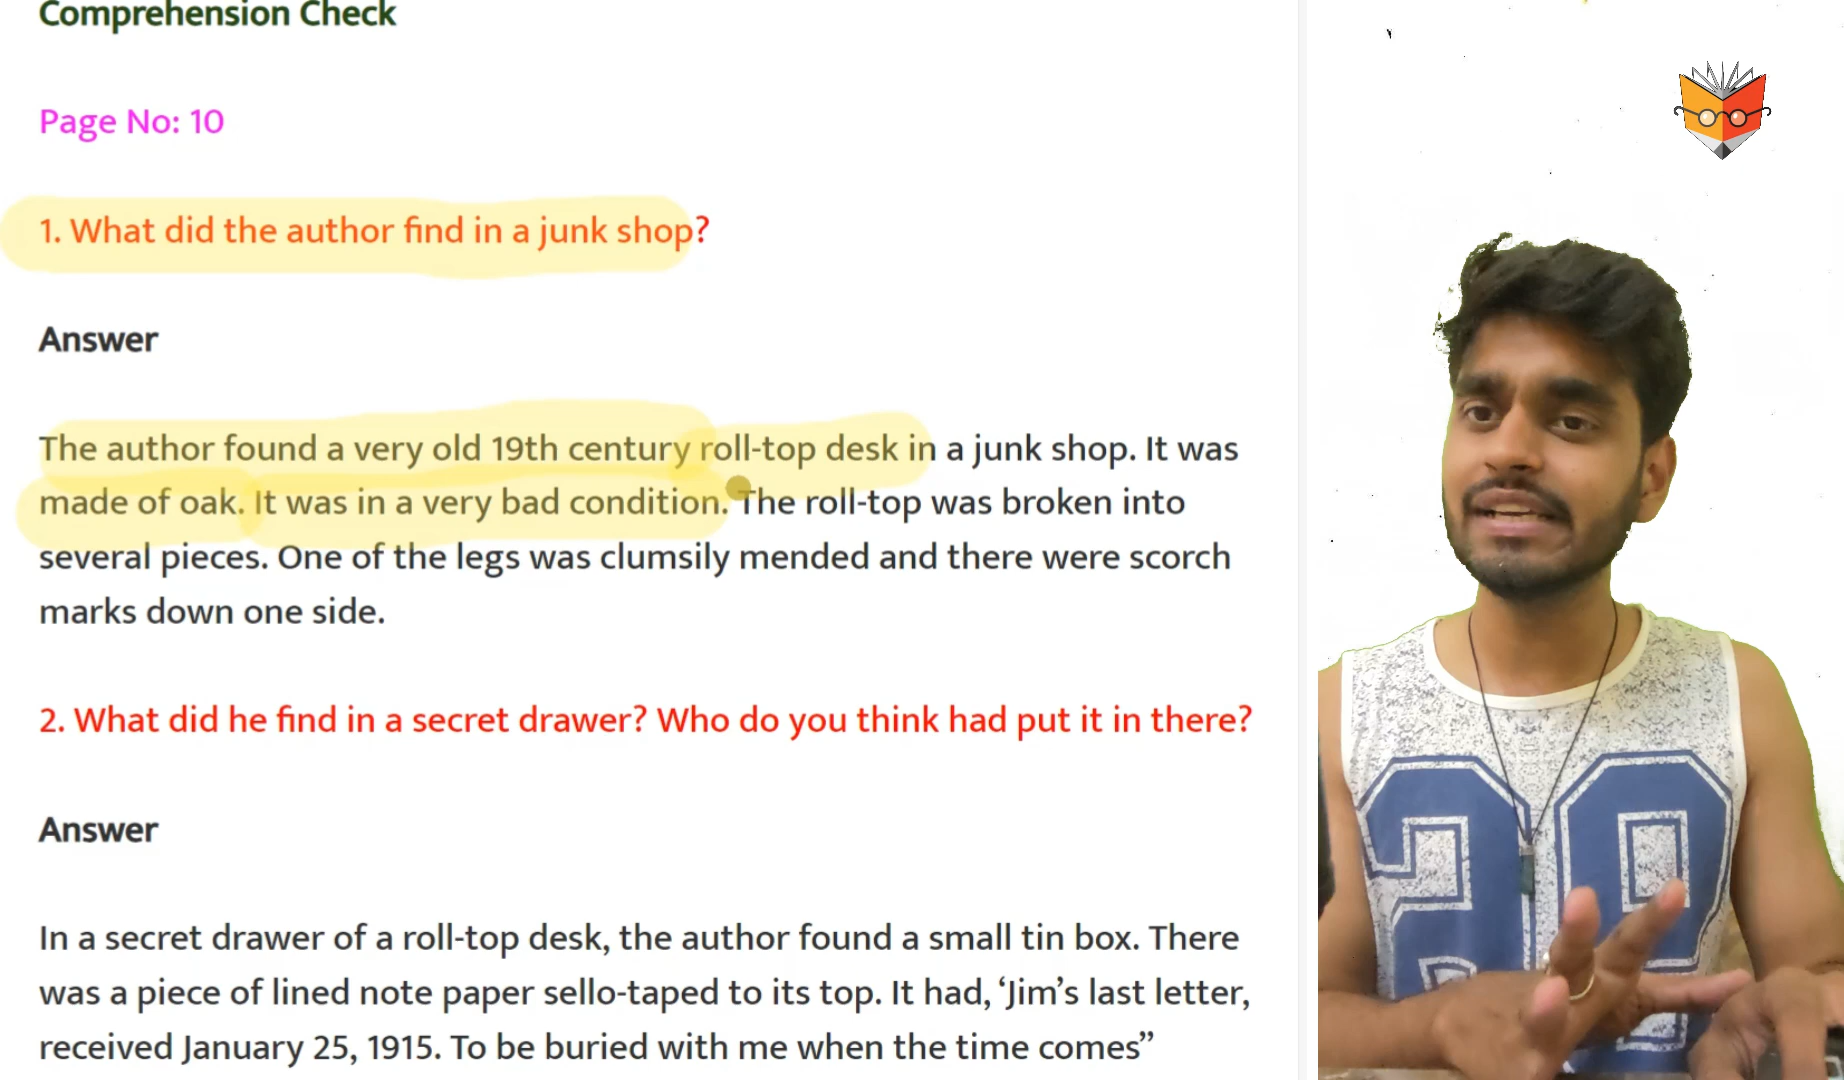 Comprehension Check
Page No: 10
1. What did the author find in a junk shop?
Answer
The author found a very old 19th century roll-top desk in a junk shop. It was
made of oak. It was in a very bad condition. The roll-top was broken into
several pieces. One of the legs was clumsily mended and there were scorch
marks down one side.
2. What did he find in a secret drawer? Who do you think had put it in there?
Answer
In a secret drawer of a roll-top desk, the author found a small tin box. There
was a piece of lined note paper sello-taped to its top. It had, ‘Jim’s last letter,
received January 25, 1915. To be buried with me when the time comes”
29